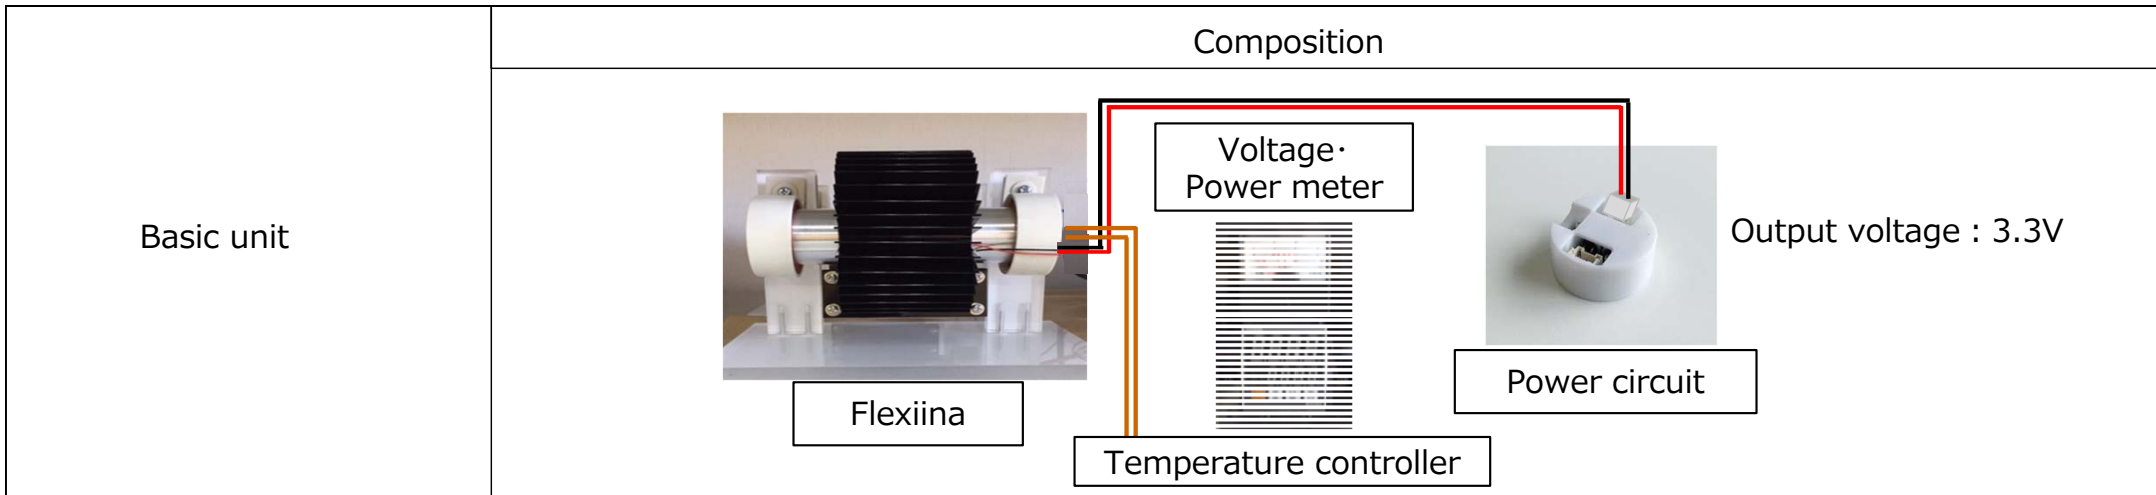 Composition
Basic unit
Voltage・
Power meter
Output voltage : 3.3V
Power circuit
Flexiina
Temperature controller